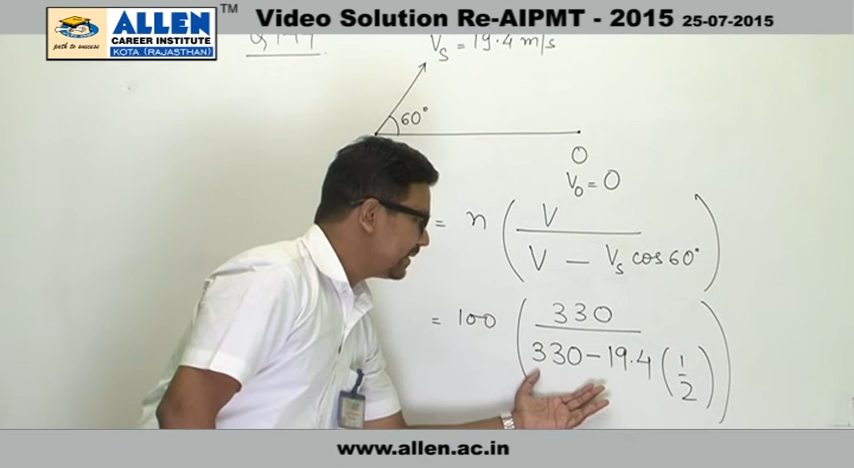 path to success
ALLEN
CAREER INSTITUTE
KOTA (RAJASTHAN)
TM
Video Solution Re-AIPMT - 2015 25-07-2015
Vs = 19.4 m/s
60°
O
V₀ = 0
= n ( V / V - Vs cos 60° )
= 100 ( 330 / 330 - 19.4 ( 1 / 2 ) )
www.allen.ac.in